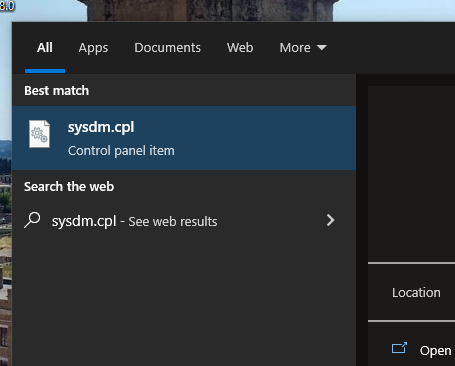 8.0
All Apps Documents Web More
Best match
sysdm.cpl
Control panel item
Search the web
sysdm.cpl - See web results
Location
Open